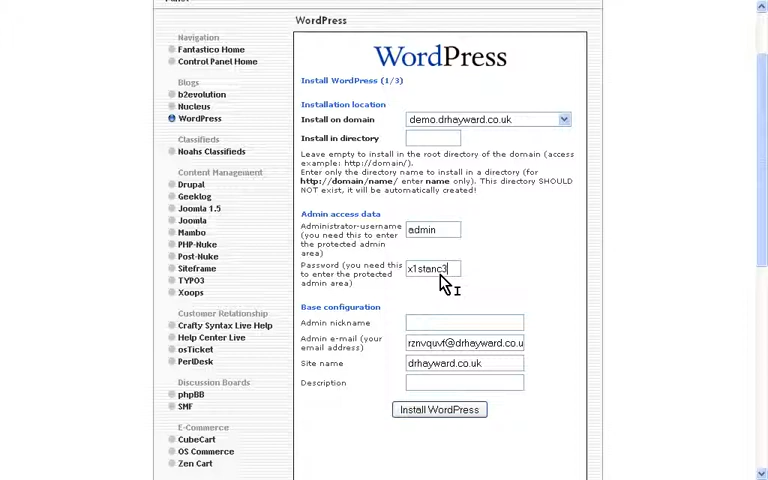 WordPress
Navigation
Fantastico Home
Control Panel Home
Blogs
b2evolution
Nucleus
WordPress
Classifieds
Noahs Classifieds
Content Management
Drupal
Geeklog
Joomla 1.5
Joomla
Mambo
PHP-Nuke
Post-Nuke
Siteframe
TYPO3
Xoops
Customer Relationship
Crafty Syntax Live Help
Help Center Live
osTicket
PerlDesk
Discussion Boards
phpBB
SMF
E-Commerce
CubeCart
OS Commerce
Zen Cart
WordPress
Install WordPress (1/3)
Installation location
Install on domain demo.drhayward.co.uk
Install in directory
Leave empty to install in the root directory of the domain (access
example: http://domain/).
Enter only the directory name to install in a directory (for
http://domain/name/ enter name only). This directory SHOULD
NOT exist, it will be automatically created!
Admin access data
Administrator-username admin
(you need this to enter
the protected admin
area)
Password (you need this x1stanc3
to enter the protected
admin area)
Base configuration
Admin nickname
Admin e-mail (your rznvquvf@drhayward.co.u
email address)
Site name drhayward.co.uk
Description
Install WordPress